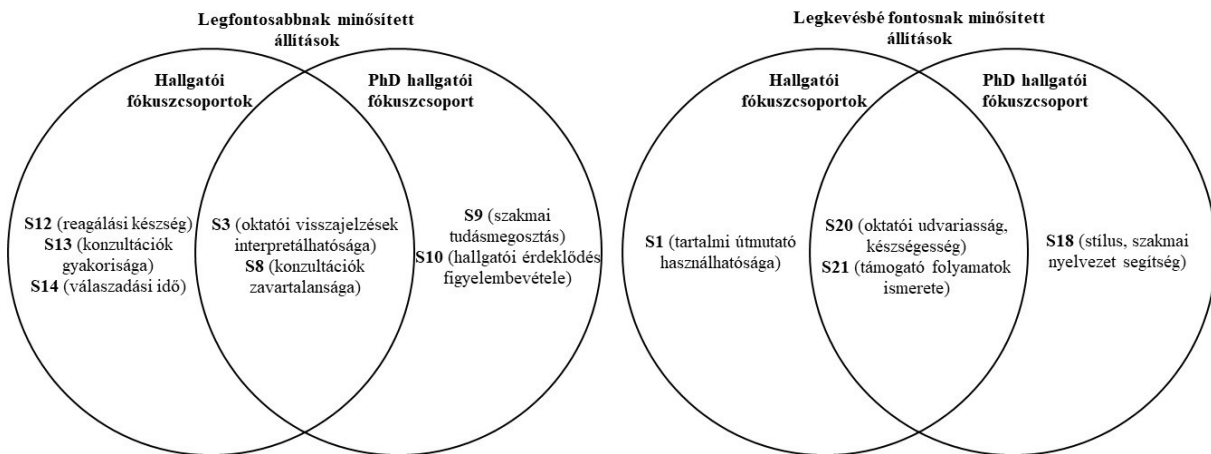 Legfontosabbnak minősített
állítások
Hallgatói
fókuszcsoportok
PhD hallgatói
fókuszcsoport
S12 (reagálási készség)
S13 (konzultációk
gyakorisága)
S14 (válaszadási idő)
S3 (oktatói visszajelzések
interpretálhatósága)
S8 (konzultációk
zavartalansága)
S9 (szakmai
tudásmegosztás)
S10 (hallgatói érdeklődés
figyelembevétele)
Legkevésbé fontosnak minősített
állítások
Hallgatói
fókuszcsoportok
PhD hallgatói
fókuszcsoport
S1 (tartalmi útmutató
használhatósága)
S20 (oktatói udvariasság,
készségesség)
S21 (támogató folyamatok
ismerete)
S18 (stílus, szakmai
nyelvezet segítség)